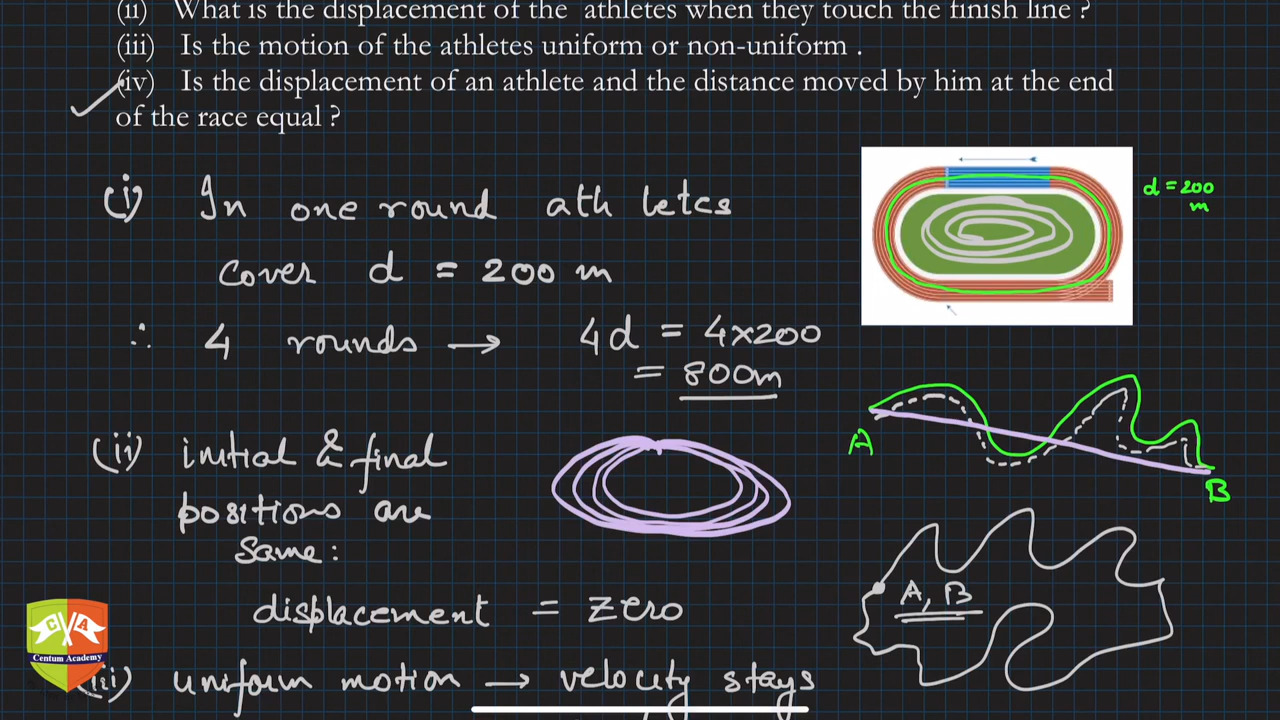 (ii) What is the displacement of the athletes when they touch the finish line ?
(iii) Is the motion of the athletes uniform or non-uniform .
(iv) Is the displacement of an athlete and the distance moved by him at the end
of the race equal ?
(i) In one round athletes
cover d = 200 m
∴ 4 rounds → 4d = 4×200
= 800m
d = 200
m
(ii) initial & final
positions are
same:
displacement = zero
A
B
A, B
(iii) uniform motion → velocity stays
C A
Centum Academy